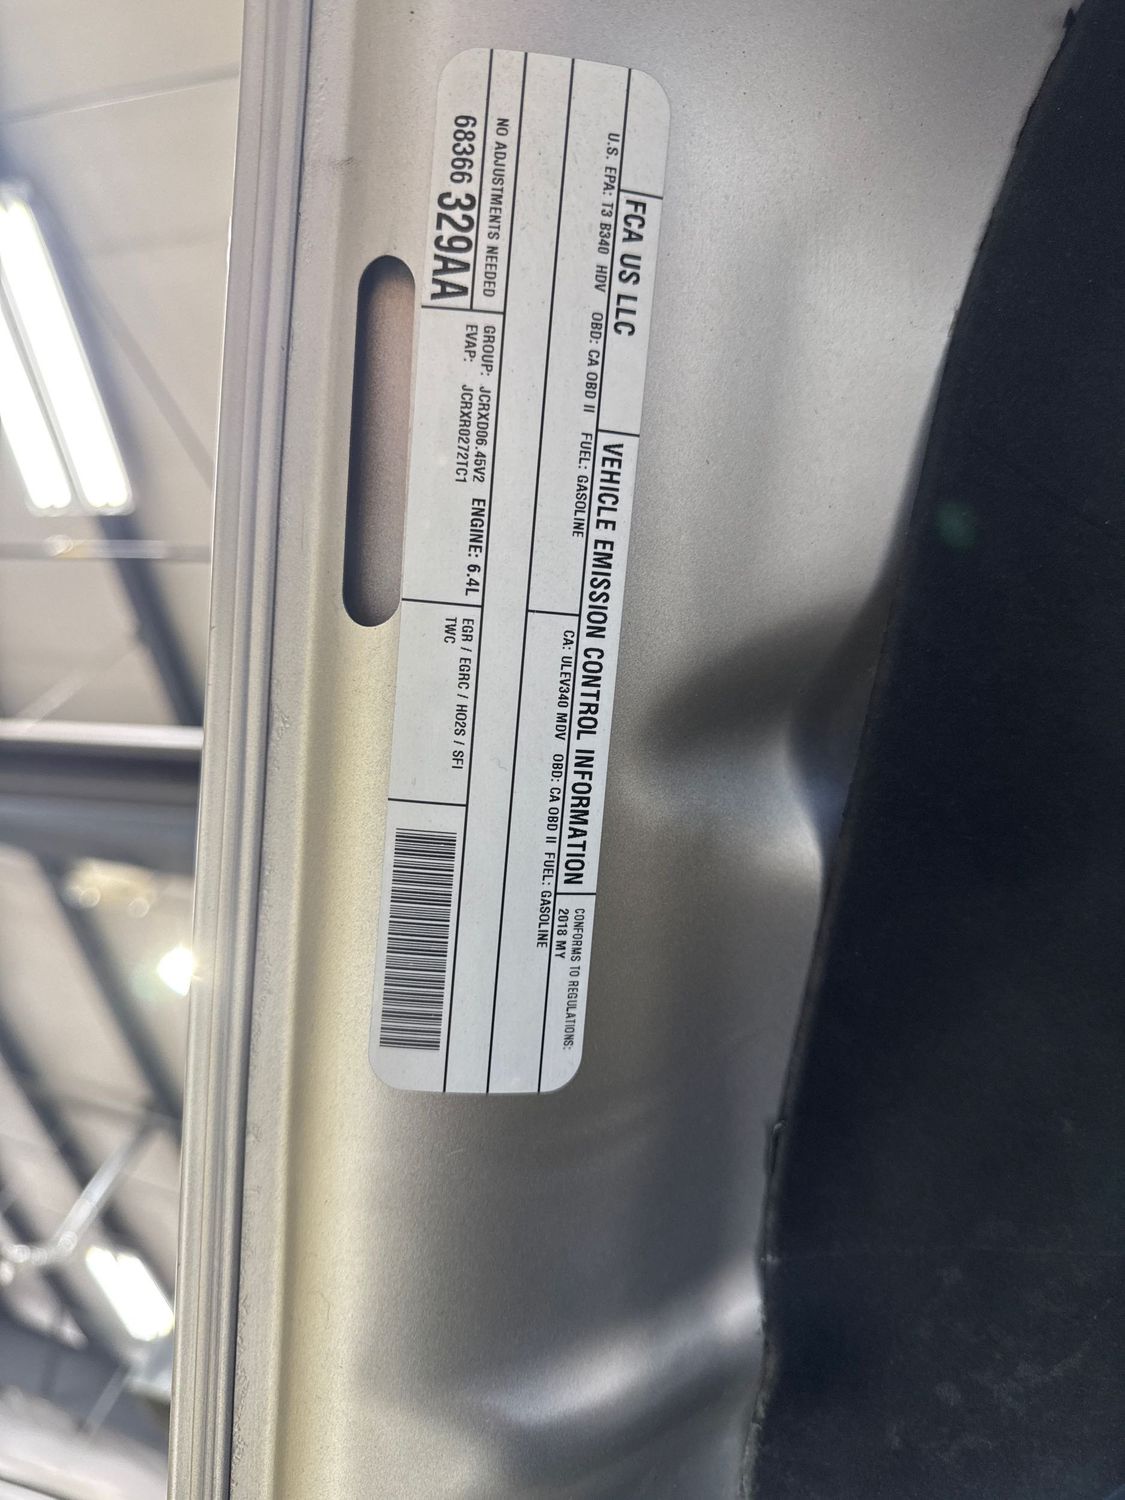 FCA US LLC
VEHICLE EMISSION CONTROL INFORMATION
CONFORMS TO REGULATIONS:
2018 MY
U.S. EPA: T3 B340 HDV OBD: CA OBD II FUEL: GASOLINE
CA: ULEV340 MDV OBD: CA OBD II FUEL: GASOLINE
NO ADJUSTMENTS NEEDED
68366 329AA
GROUP: JCRXD06.45V2 ENGINE: 6.4L
EVAP: JCRXR0272TC1
EGR / EGRC / HO2S / SFI
TWC